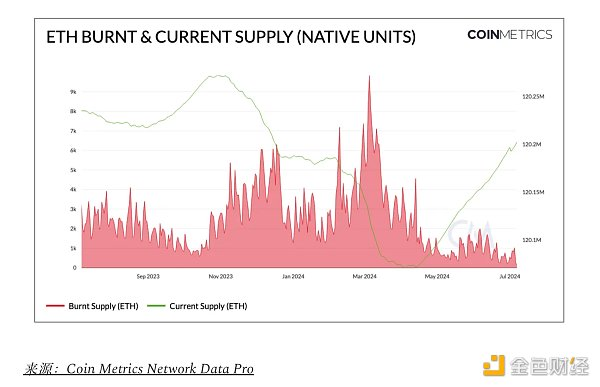 ETH BURNT & CURRENT SUPPLY (NATIVE UNITS)
COINMETRICS
9k
8k
7k
6k
5k
4k
3k
2k
1k
0
120.25M
120.2M
120.15M
120.1M
CM
Sep 2023
Nov 2023
Jan 2024
Mar 2024
May 2024
Jul 2024
Burnt Supply (ETH)
Current Supply (ETH)
来源：Coin Metrics Network Data Pro
金色财经